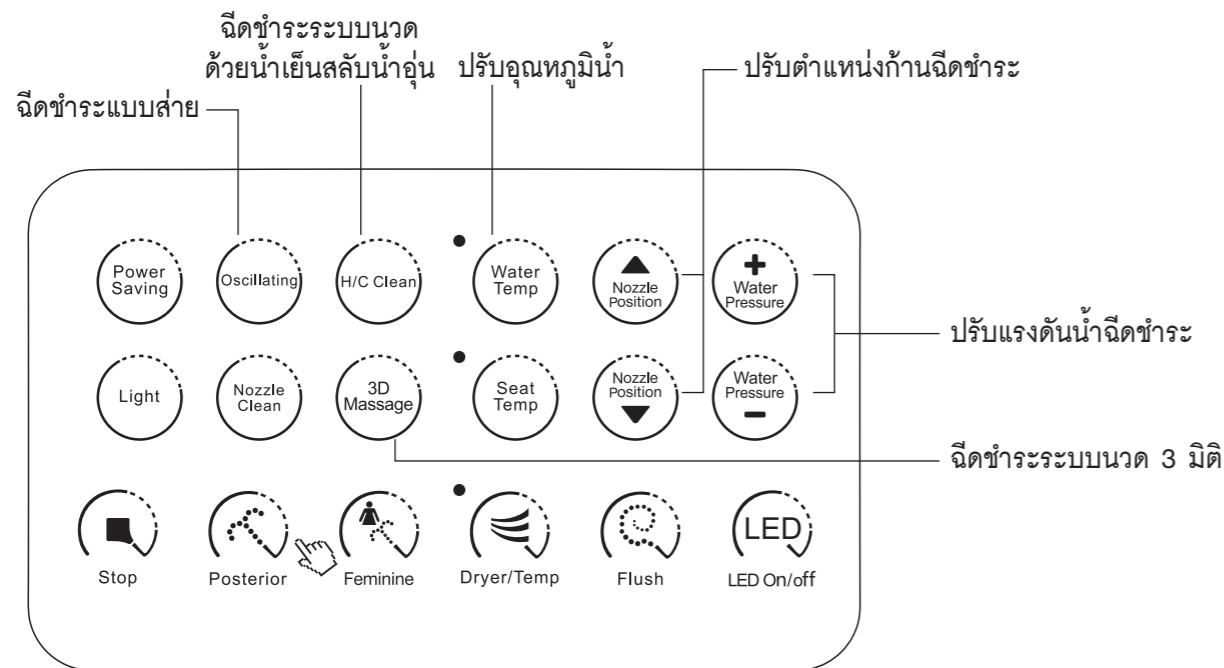 ฉีดชำระระบบนวด
ด้วยน้ำเย็นสลับน้ำอุ่น
ปรับอุณหภูมิน้ำ
ปรับตำแหน่งก้านฉีดชำระ
ฉีดชำระแบบส่าย
Power
Saving
Oscillating
H/C Clean
Water
Temp
Nozzle
Position
+
Water
Pressure
ปรับแรงดันน้ำฉีดชำระ
Light
Nozzle
Clean
3D
Massage
Seat
Temp
Nozzle
Position
Water
Pressure
−
ฉีดชำระระบบนวด 3 มิติ
Stop
Posterior
Feminine
Dryer/Temp
Flush
LED
LED On/off